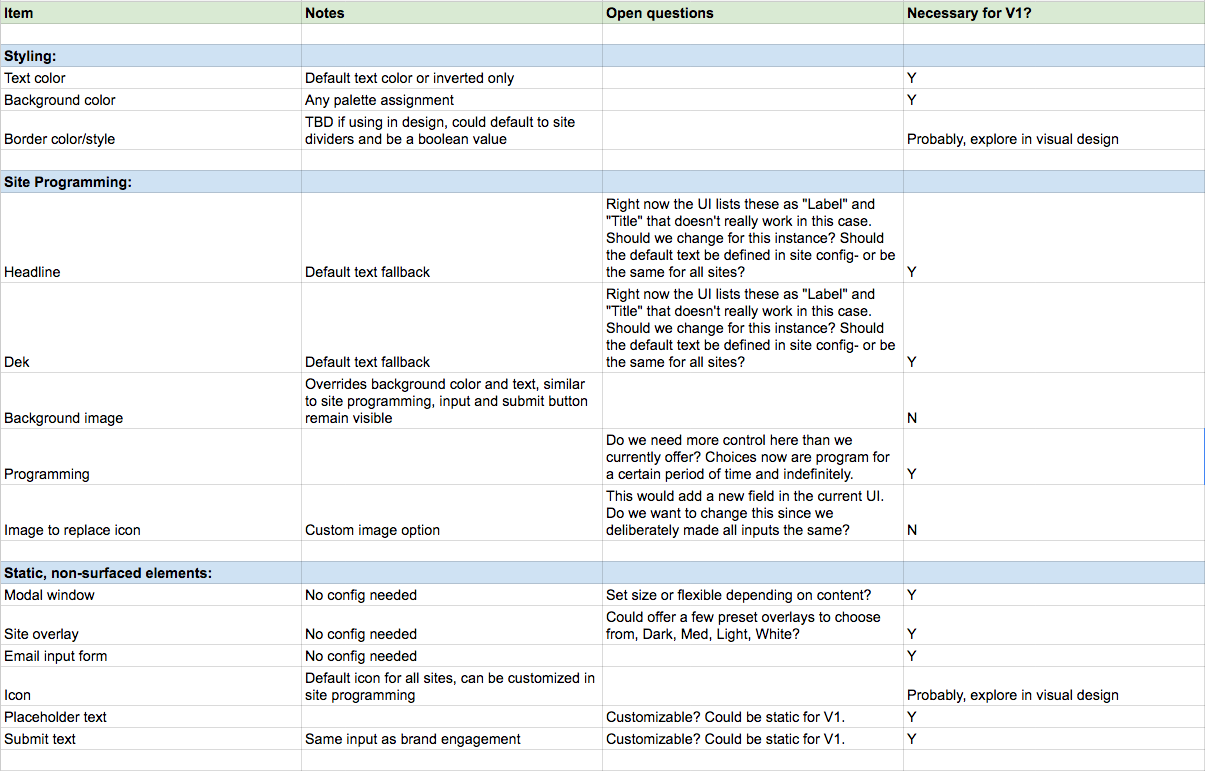 Item Notes Open questions Necessary for V1?
Styling:
Text color Default text color or inverted only Y
Background color Any palette assignment Y
TBD if using in design, could default to site
Border color/style dividers and be a boolean value Probably, explore in visual design
Site Programming:
Right now the UI lists these as "Label" and
"Title" that doesn't really work in this case.
Should we change for this instance? Should
the default text be defined in site config- or be
Headline Default text fallback the same for all sites? Y
Right now the UI lists these as "Label" and
"Title" that doesn't really work in this case.
Should we change for this instance? Should
the default text be defined in site config- or be
Dek Default text fallback the same for all sites? Y
Overrides background color and text, similar
to site programming, input and submit button
Background image remain visible N
Do we need more control here than we
currently offer? Choices now are program for
Programming a certain period of time and indefinitely. Y
This would add a new field in the current UI.
Do we want to change this since we
Image to replace icon Custom image option deliberately made all inputs the same? N
Static, non-surfaced elements:
Modal window No config needed Set size or flexible depending on content? Y
Could offer a few preset overlays to choose
Site overlay No config needed from, Dark, Med, Light, White? Y
Email input form No config needed Y
Default icon for all sites, can be customized in
Icon site programming Probably, explore in visual design
Placeholder text Customizable? Could be static for V1. Y
Submit text Same input as brand engagement Customizable? Could be static for V1. Y